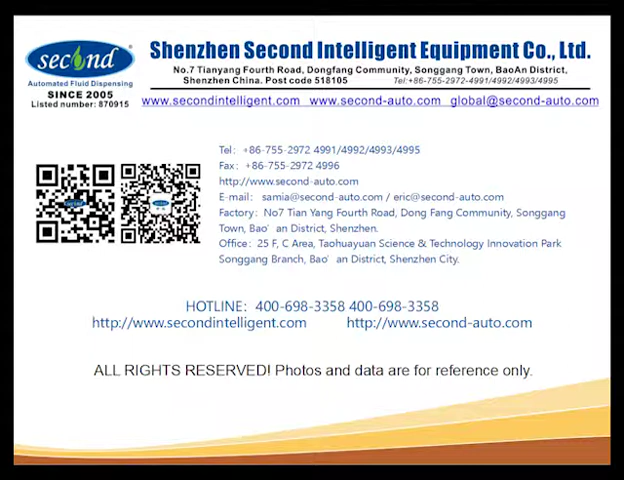 second®
Automated Fluid Dispensing
SINCE 2005
Listed number: 870915
Shenzhen Second Intelligent Equipment Co., Ltd.
No.7 Tianyang Fourth Road, Dongfang Community, Songgang Town, BaoAn District,
Shenzhen China. Post code 518105 Tel:+86-755-2972-4991/4992/4993/4995
www.secondintelligent.com www.second-auto.com global@second-auto.com
Tel: +86-755-2972 4991/4992/4993/4995
Fax: +86-755-2972 4996
http://www.second-auto.com
E-mail: samia@second-auto.com / eric@second-auto.com
Factory: No7 Tian Yang Fourth Road, Dong Fang Community, Songgang
Town, Bao' an District, Shenzhen.
Office: 25 F, C Area, Taohuayuan Science & Technology Innovation Park
Songgang Branch, Bao' an District, Shenzhen City.
HOTLINE: 400-698-3358 400-698-3358
http://www.secondintelligent.com http://www.second-auto.com
ALL RIGHTS RESERVED! Photos and data are for reference only.